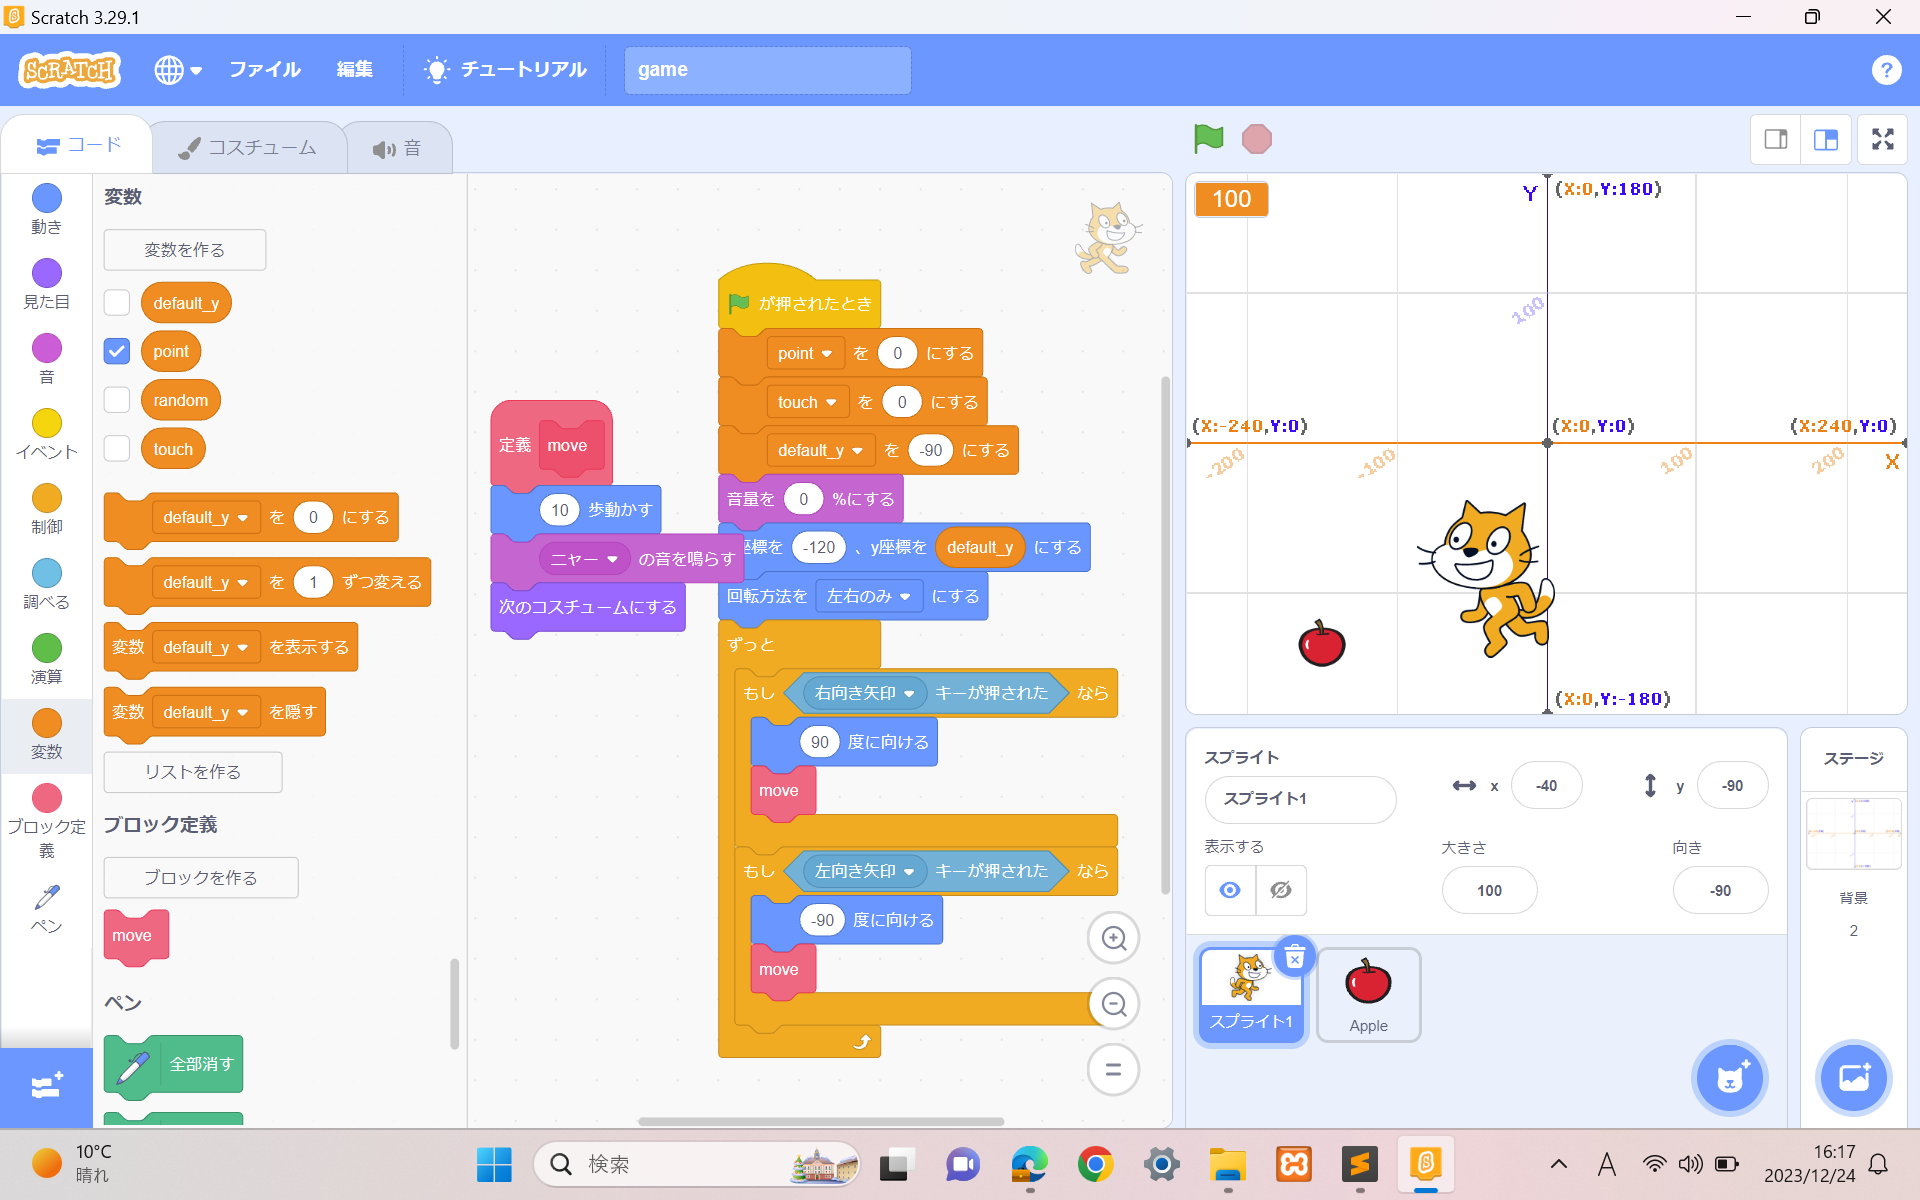 Scratch 3.29.1
SCRATCH
ファイル
編集
チュートリアル
game
?
コード
コスチューム
音
動き
見た目
音
イベント
制御
調べる
演算
変数
ブロック定義
ペン
変数
変数を作る
default_y
point
random
touch
default_y を 0 にする
default_y を 1 ずつ変える
変数 default_y を表示する
変数 default_y を隠す
リストを作る
ブロック定義
ブロックを作る
move
ペン
全部消す
定義 move
10 歩動かす
ニャー の音を鳴らす
次のコスチュームにする
が押されたとき
point を 0 にする
touch を 0 にする
default_y を -90 にする
音量を 0 %にする
座標を -120 、y座標を default_y にする
回転方法を 左右のみ にする
ずっと
もし 右向き矢印 キーが押された なら
90 度に向ける
move
もし 左向き矢印 キーが押された なら
-90 度に向ける
move
100
Y
(X:0,Y:180)
100
(X:-240,Y:0)
(X:0,Y:0)
(X:240,Y:0)
-200
-100
100
200
X
(X:0,Y:-180)
スプライト
スプライト1
x
-40
y
-90
表示する
大きさ
100
向き
-90
スプライト1
Apple
ステージ
背景
2
10°C
晴れ
検索
A
16:17
2023/12/24